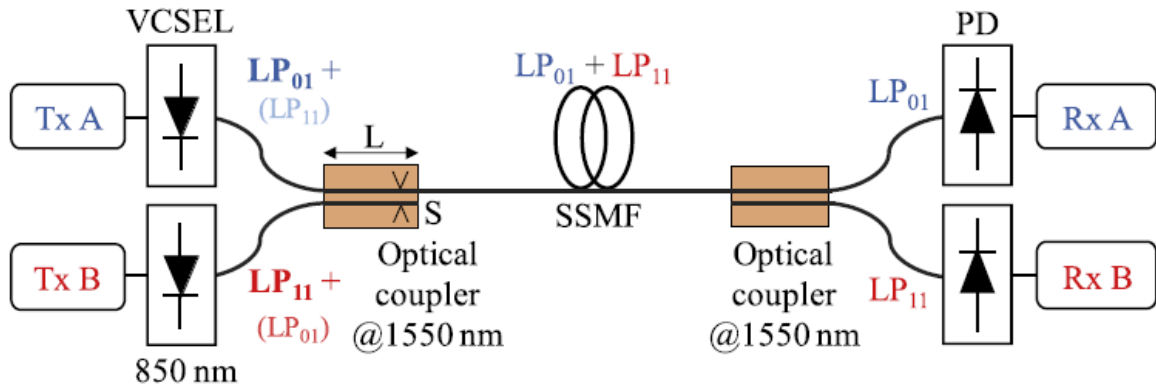 VCSEL
PD
LP₀₁ +
(LP₁₁)
LP₀₁ + LP₁₁
LP₀₁
Tx A
Rx A
L
S
SSMF
Optical
coupler
@1550 nm
Optical
coupler
@1550 nm
Tx B
LP₁₁ +
(LP₀₁)
LP₁₁
Rx B
850 nm